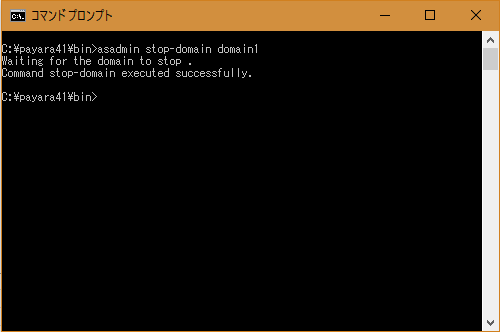 コマンド プロンプト
C:¥payara41¥bin>asadmin stop-domain domain1
Waiting for the domain to stop .
Command stop-domain executed successfully.
C:¥payara41¥bin>